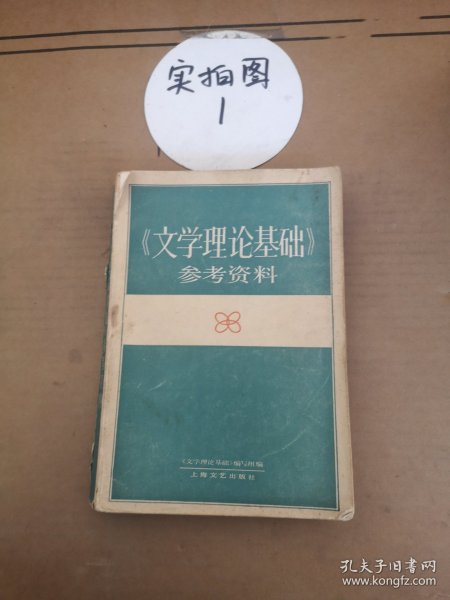 实拍图
1
《文学理论基础》
参考资料
《文学理论基础》编写组编
上海文艺出版社
孔夫子旧书网
www.kongfz.com